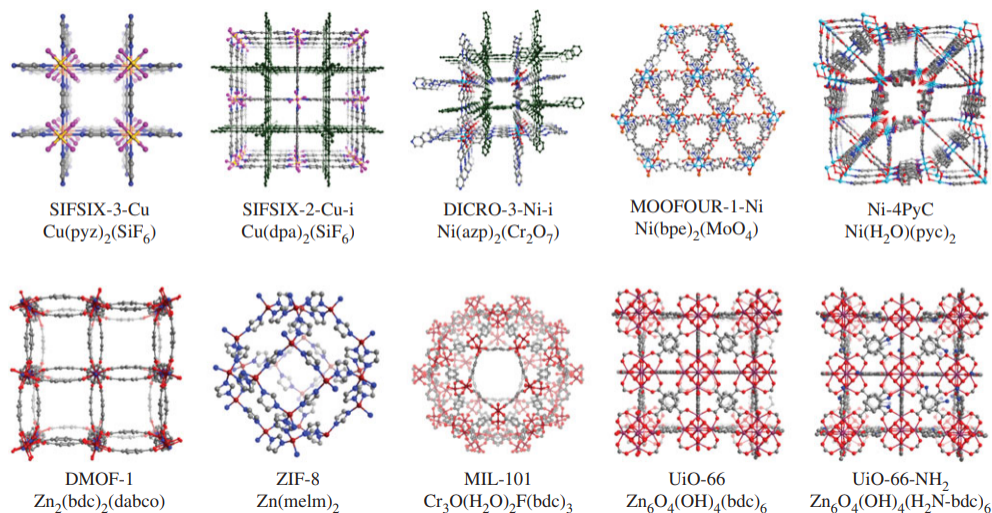 SIFSIX-3-Cu
Cu(pyz)₂(SiF₆)
SIFSIX-2-Cu-i
Cu(dpa)₂(SiF₆)
DICRO-3-Ni-i
Ni(azp)₂(Cr₂O₇)
MOOFOUR-1-Ni
Ni(bpe)₂(MoO₄)
Ni-4PyC
Ni(H₂O)(pyc)₂
DMOF-1
Zn₂(bdc)₂(dabco)
ZIF-8
Zn(melm)₂
MIL-101
Cr₃O(H₂O)₂F(bdc)₃
UiO-66
Zn₆O₄(OH)₄(bdc)₆
UiO-66-NH₂
Zn₆O₄(OH)₄(H₂N-bdc)₆